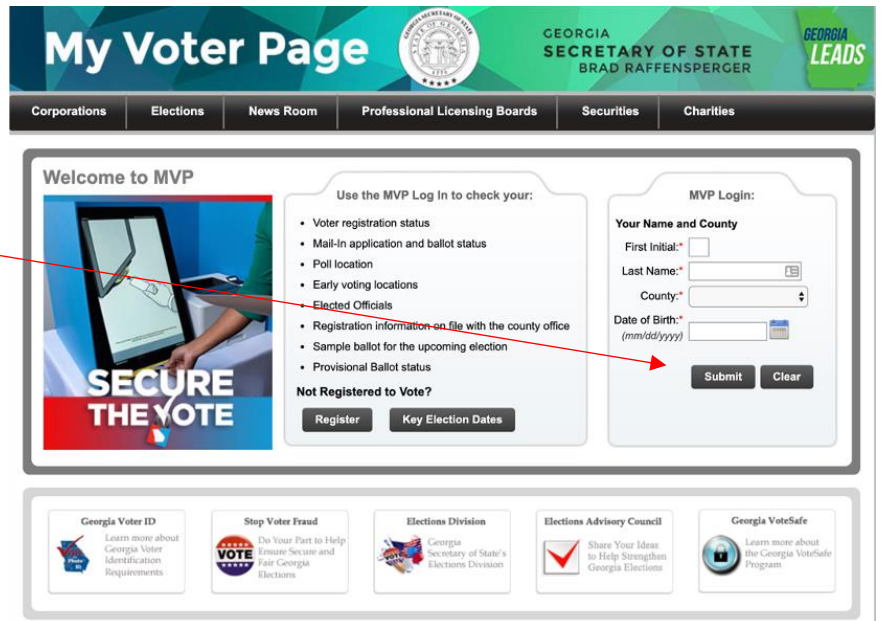 My Voter Page
GEORGIA
SECRETARY OF STATE
BRAD RAFFENSPERGER
GEORGIA
LEADS
Corporations
Elections
News Room
Professional Licensing Boards
Securities
Charities
Welcome to MVP
SECURE
THE VOTE
Use the MVP Log In to check your:
• Voter registration status
• Mail-In application and ballot status
• Poll location
• Early voting locations
• Elected Officials
• Registration information on file with the county office
• Sample ballot for the upcoming election
• Provisional Ballot status
Not Registered to Vote?
Register
Key Election Dates
MVP Login:
Your Name and County
First Initial:*
Last Name:*
County:*
Date of Birth:*
(mm/dd/yyyy)
Submit
Clear
Georgia Voter ID
Learn more about
Georgia Voter
Identification
Requirements
Stop Voter Fraud
VOTE
Do Your Part to Help
Ensure Secure and
Fair Georgia
Elections
Elections Division
Georgia
Secretary of State's
Elections Division
Elections Advisory Council
Share Your Ideas
to Help Strengthen
Georgia Elections
Georgia VoteSafe
Learn more about
the Georgia VoteSafe
Program